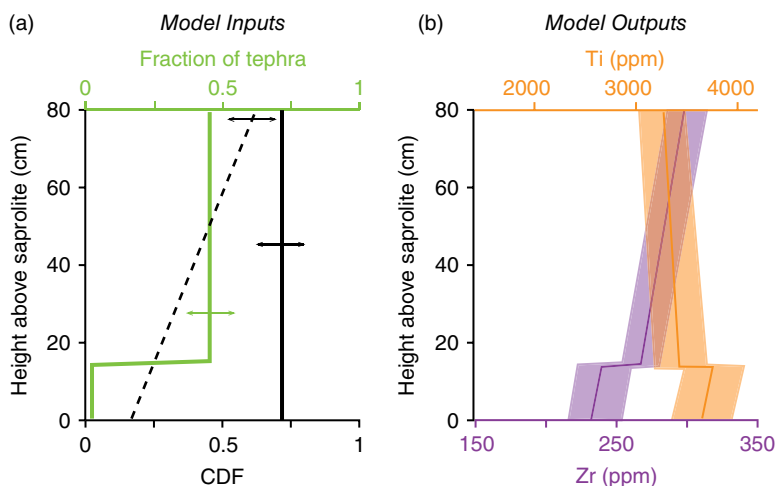 (a) Model Inputs
Fraction of tephra
0 0.5 1
80
60
40
20
0
Height above saprolite (cm)
0 0.5 1
CDF
(b) Model Outputs
Ti (ppm)
2000 3000 4000
80
60
40
20
0
Height above saprolite (cm)
150 250 350
Zr (ppm)